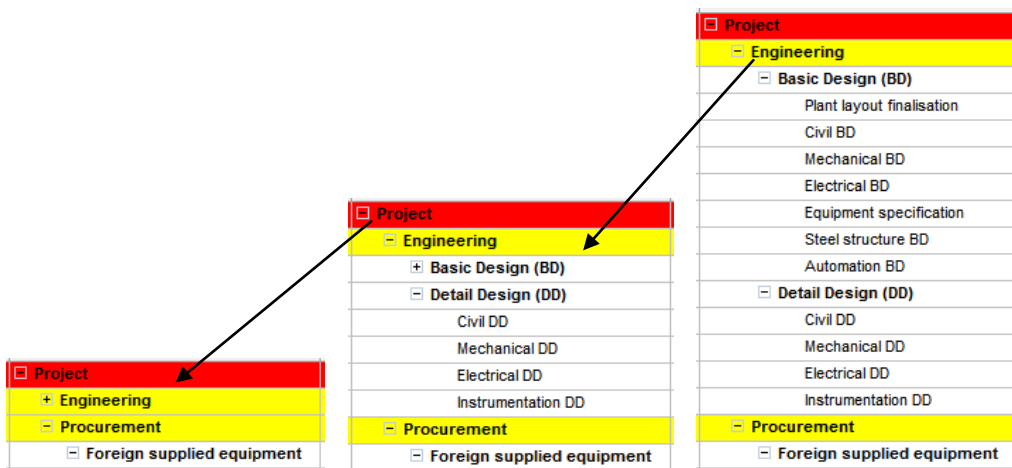 Project
Engineering
Procurement
Foreign supplied equipment
Project
Engineering
Basic Design (BD)
Detail Design (DD)
Civil DD
Mechanical DD
Electrical DD
Instrumentation DD
Procurement
Foreign supplied equipment
Project
Engineering
Basic Design (BD)
Plant layout finalisation
Civil BD
Mechanical BD
Electrical BD
Equipment specification
Steel structure BD
Automation BD
Detail Design (DD)
Civil DD
Mechanical DD
Electrical DD
Instrumentation DD
Procurement
Foreign supplied equipment